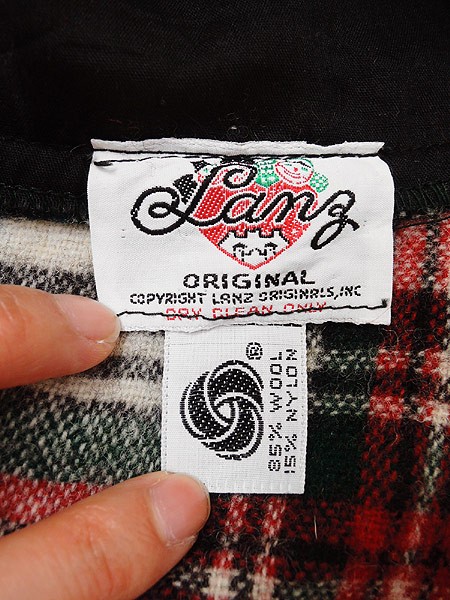 Lanz
ORIGINAL
COPYRIGHT LANZ ORIGINALS, INC
DRY CLEAN ONLY
®
85% WOOL
15% NYLON